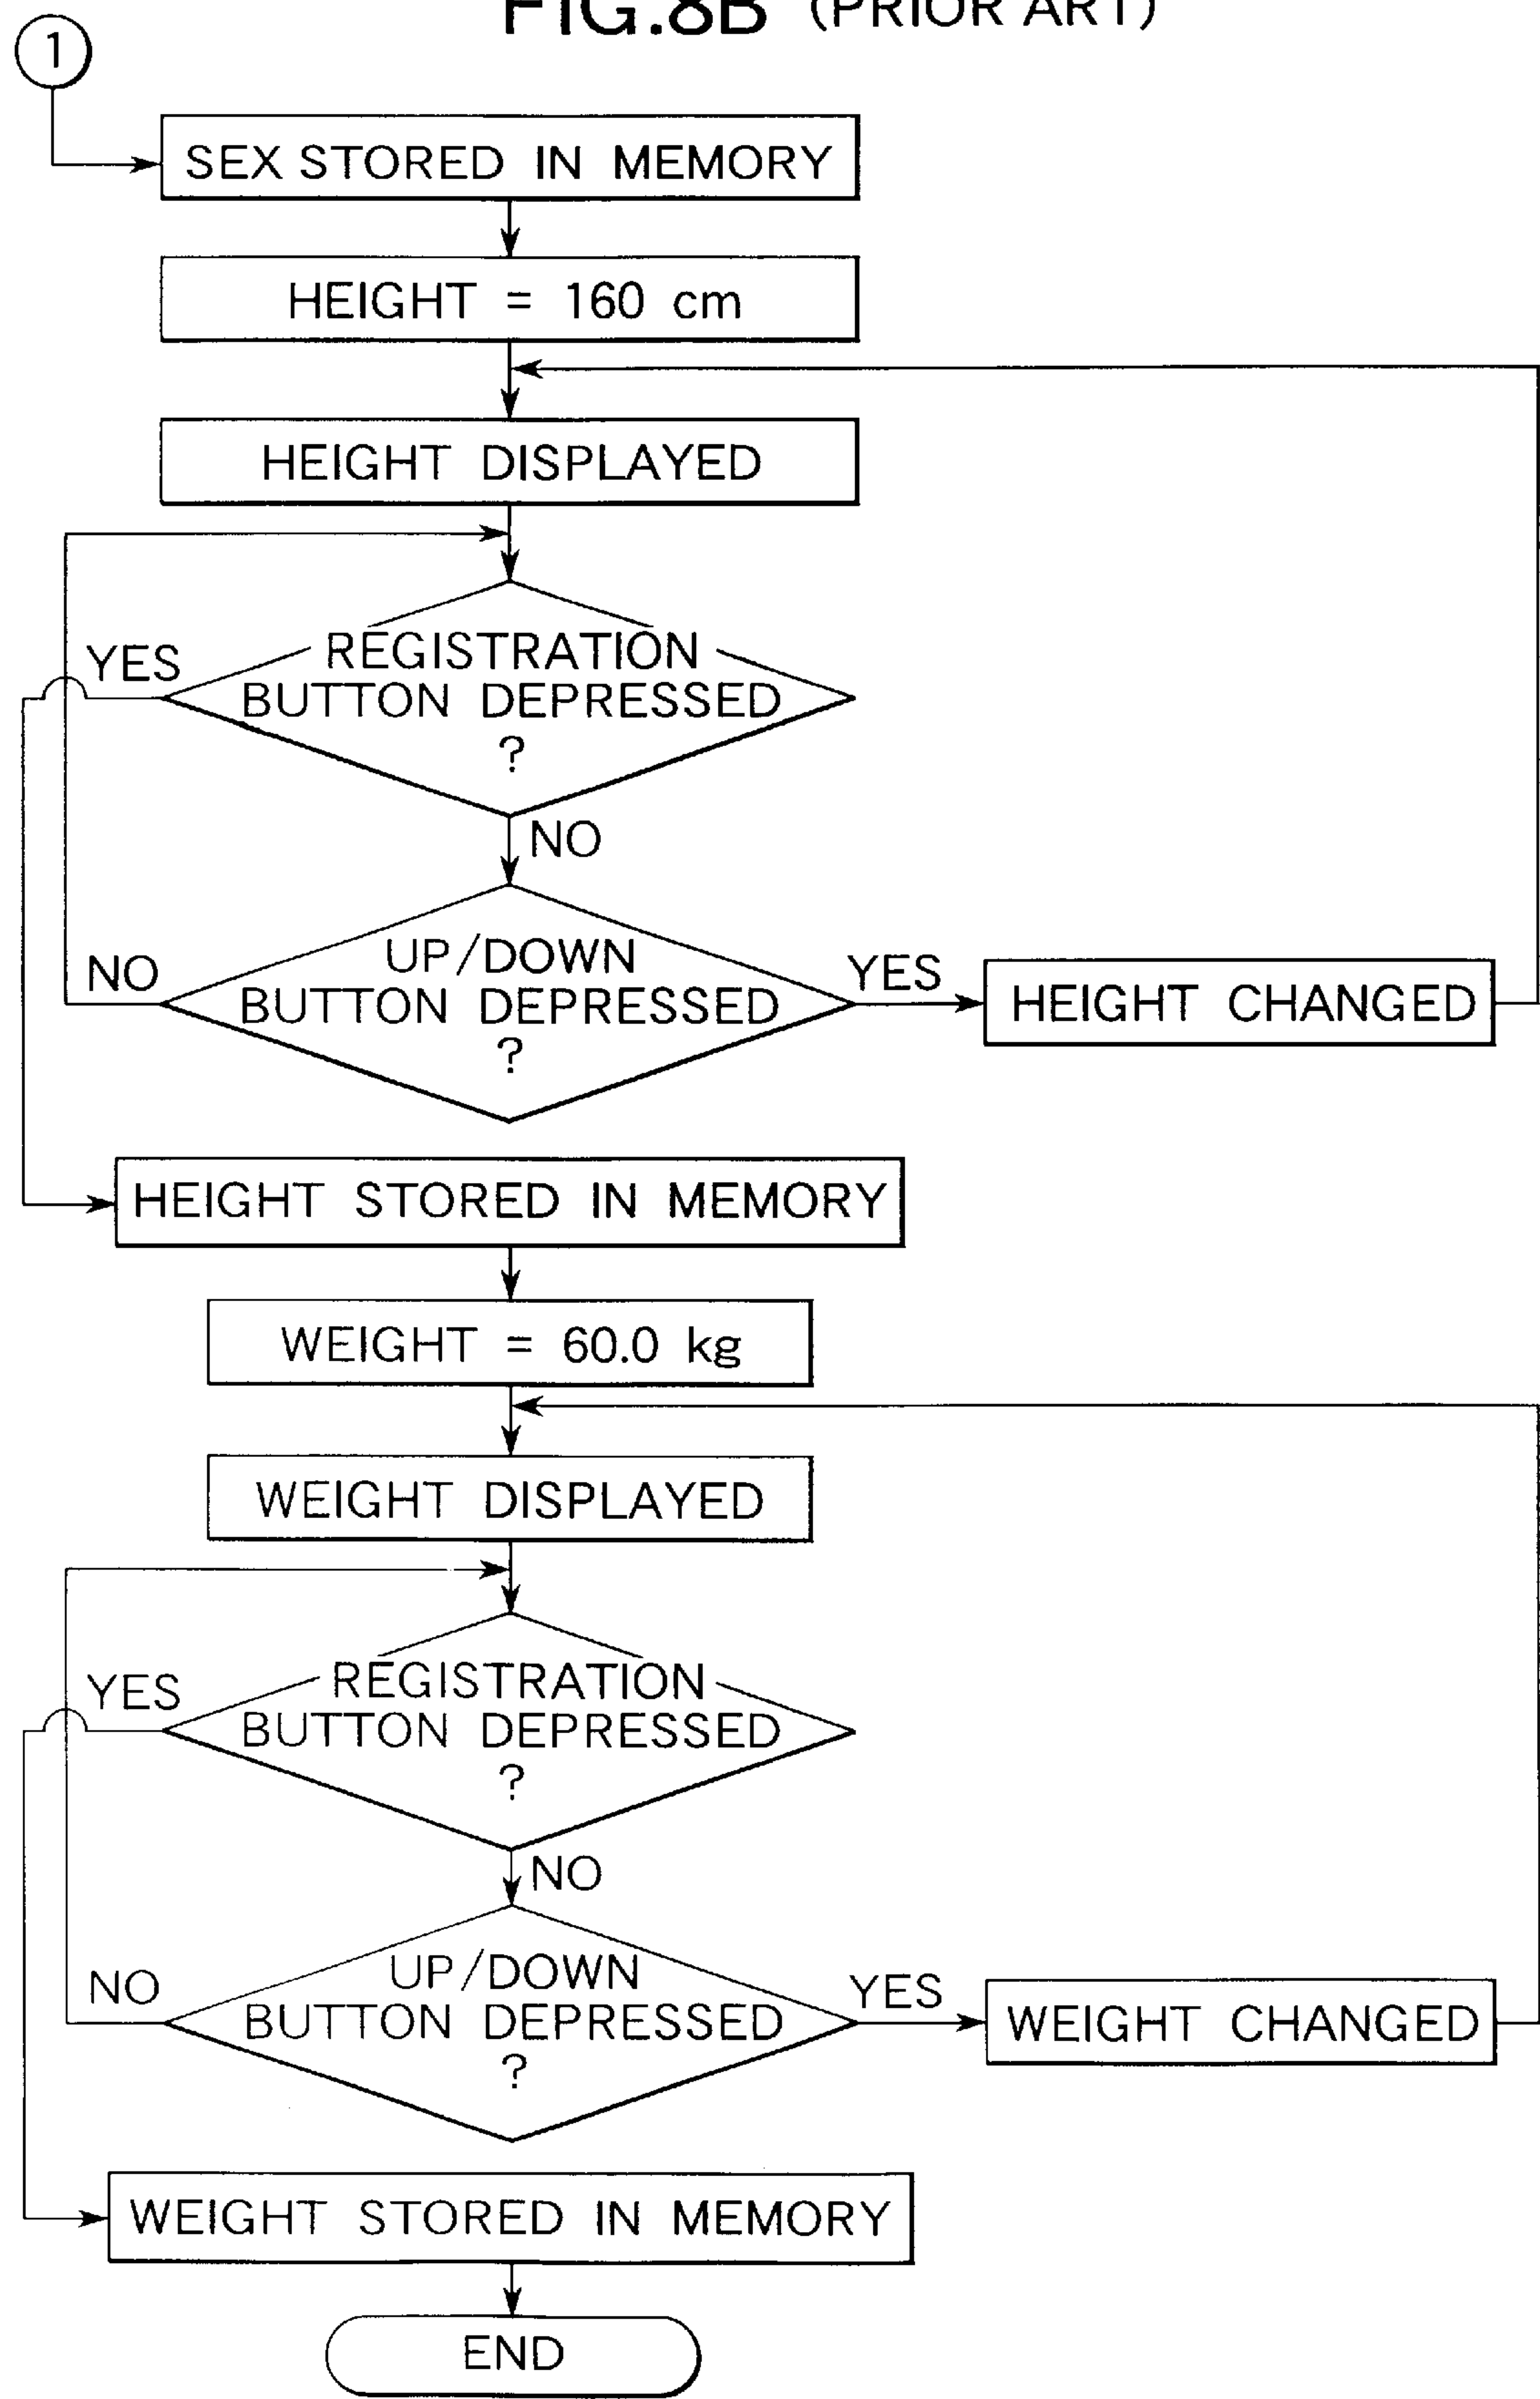 FIG.8B (PRIOR ART)
1
SEX STORED IN MEMORY
HEIGHT = 160 cm
HEIGHT DISPLAYED
YES
REGISTRATION
BUTTON DEPRESSED
?
NO
NO
UP/DOWN
BUTTON DEPRESSED
?
YES
HEIGHT CHANGED
HEIGHT STORED IN MEMORY
WEIGHT = 60.0 kg
WEIGHT DISPLAYED
YES
REGISTRATION
BUTTON DEPRESSED
?
NO
NO
UP/DOWN
BUTTON DEPRESSED
?
YES
WEIGHT CHANGED
WEIGHT STORED IN MEMORY
END